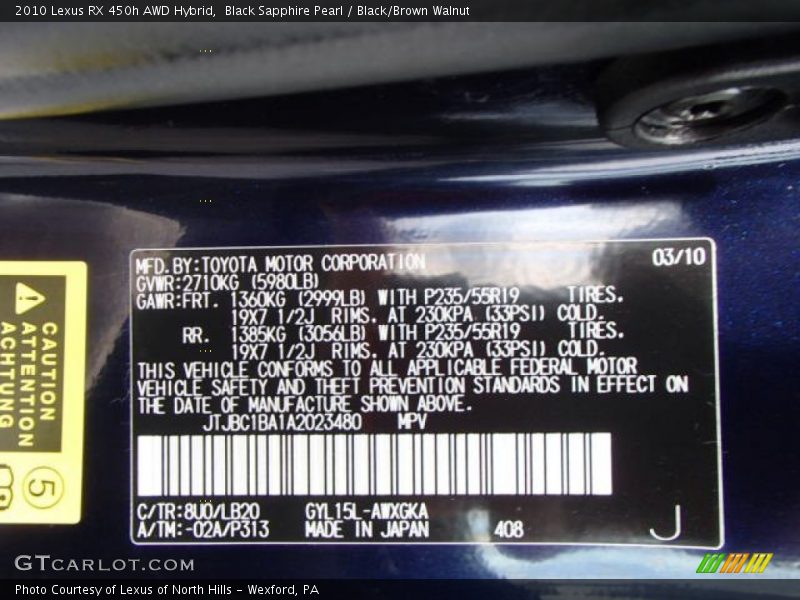 2010 Lexus RX 450h AWD Hybrid,  Black Sapphire Pearl / Black/Brown Walnut
MFD. BY: TOYOTA MOTOR CORPORATION 03/10
GVWR: 2710KG (5980LB)
GAWR: FRT. 1360KG (2999LB) WITH P235/55R19 TIRES.
19X7 1/2J RIMS. AT 230KPA (33PSI) COLD.
RR. 1385KG (3056LB) WITH P235/55R19 TIRES.
19X7 1/2J RIMS. AT 230KPA (33PSI) COLD.
THIS VEHICLE CONFORMS TO ALL APPLICABLE FEDERAL MOTOR
VEHICLE SAFETY AND THEFT PREVENTION STANDARDS IN EFFECT ON
THE DATE OF MANUFACTURE SHOWN ABOVE.
JTJBC1BA1A2023480 MPV
C/TR: 8U0/LB20 GYL15L-AWXGKA
A/TM: -02A/P313 MADE IN JAPAN 408 J
CAUTION
ATTENTION
ACHTUNG
5
GTCARLOT.COM
Photo Courtesy of Lexus of North Hills - Wexford, PA